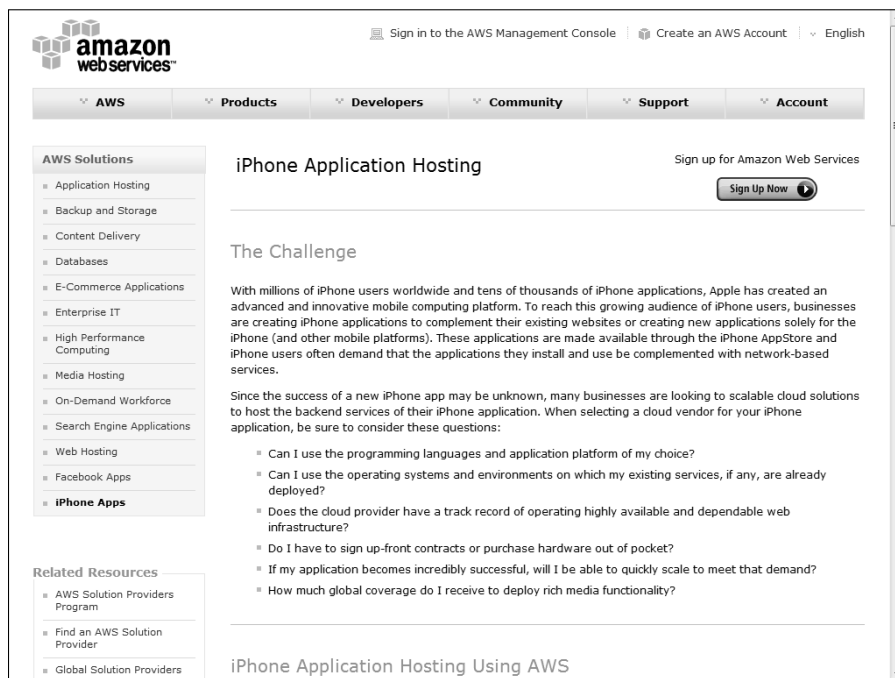 amazon
webservices™
Sign in to the AWS Management Console
Create an AWS Account
English
AWS
Products
Developers
Community
Support
Account
AWS Solutions
Application Hosting
Backup and Storage
Content Delivery
Databases
E-Commerce Applications
Enterprise IT
High Performance
Computing
Media Hosting
On-Demand Workforce
Search Engine Applications
Web Hosting
Facebook Apps
iPhone Apps
Related Resources
AWS Solution Providers
Program
Find an AWS Solution
Provider
Global Solution Providers
iPhone Application Hosting
Sign up for Amazon Web Services
Sign Up Now
The Challenge
With millions of iPhone users worldwide and tens of thousands of iPhone applications, Apple has created an
advanced and innovative mobile computing platform. To reach this growing audience of iPhone users, businesses
are creating iPhone applications to complement their existing websites or creating new applications solely for the
iPhone (and other mobile platforms). These applications are made available through the iPhone AppStore and
iPhone users often demand that the applications they install and use be complemented with network-based
services.
Since the success of a new iPhone app may be unknown, many businesses are looking to scalable cloud solutions
to host the backend services of their iPhone application. When selecting a cloud vendor for your iPhone
application, be sure to consider these questions:
Can I use the programming languages and application platform of my choice?
Can I use the operating systems and environments on which my existing services, if any, are already
deployed?
Does the cloud provider have a track record of operating highly available and dependable web
infrastructure?
Do I have to sign up-front contracts or purchase hardware out of pocket?
If my application becomes incredibly successful, will I be able to quickly scale to meet that demand?
How much global coverage do I receive to deploy rich media functionality?
iPhone Application Hosting Using AWS